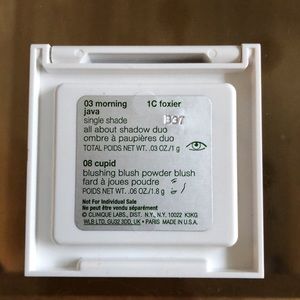 03 morning java
1C foxier
single shade
B37
all about shadow duo
ombre à paupières duo
TOTAL POIDS NET WT. .03 OZ./1 g
08 cupid
blushing blush powder blush
fard à joues poudre
POIDS NET WT. .06 OZ./1.8 g
Not For Individual Sale
Ne peut être vendu séparément
© CLINIQUE LABS., DIST. N.Y., N.Y. 10022 K3KG
WLB LTD, GU32 3DD, UK • PARIS MADE IN U.S.A.